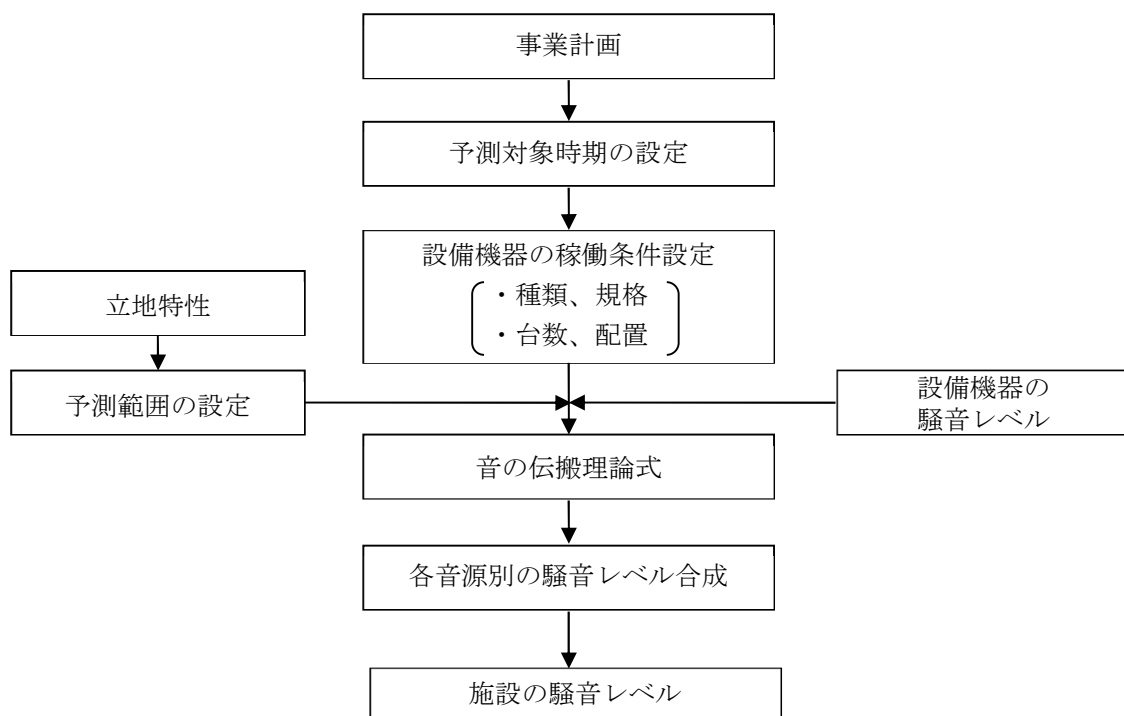 事業計画
予測対象時期の設定
設備機器の稼働条件設定
・種類、規格
・台数、配置
立地特性
予測範囲の設定
設備機器の
騒音レベル
音の伝搬理論式
各音源別の騒音レベル合成
施設の騒音レベル